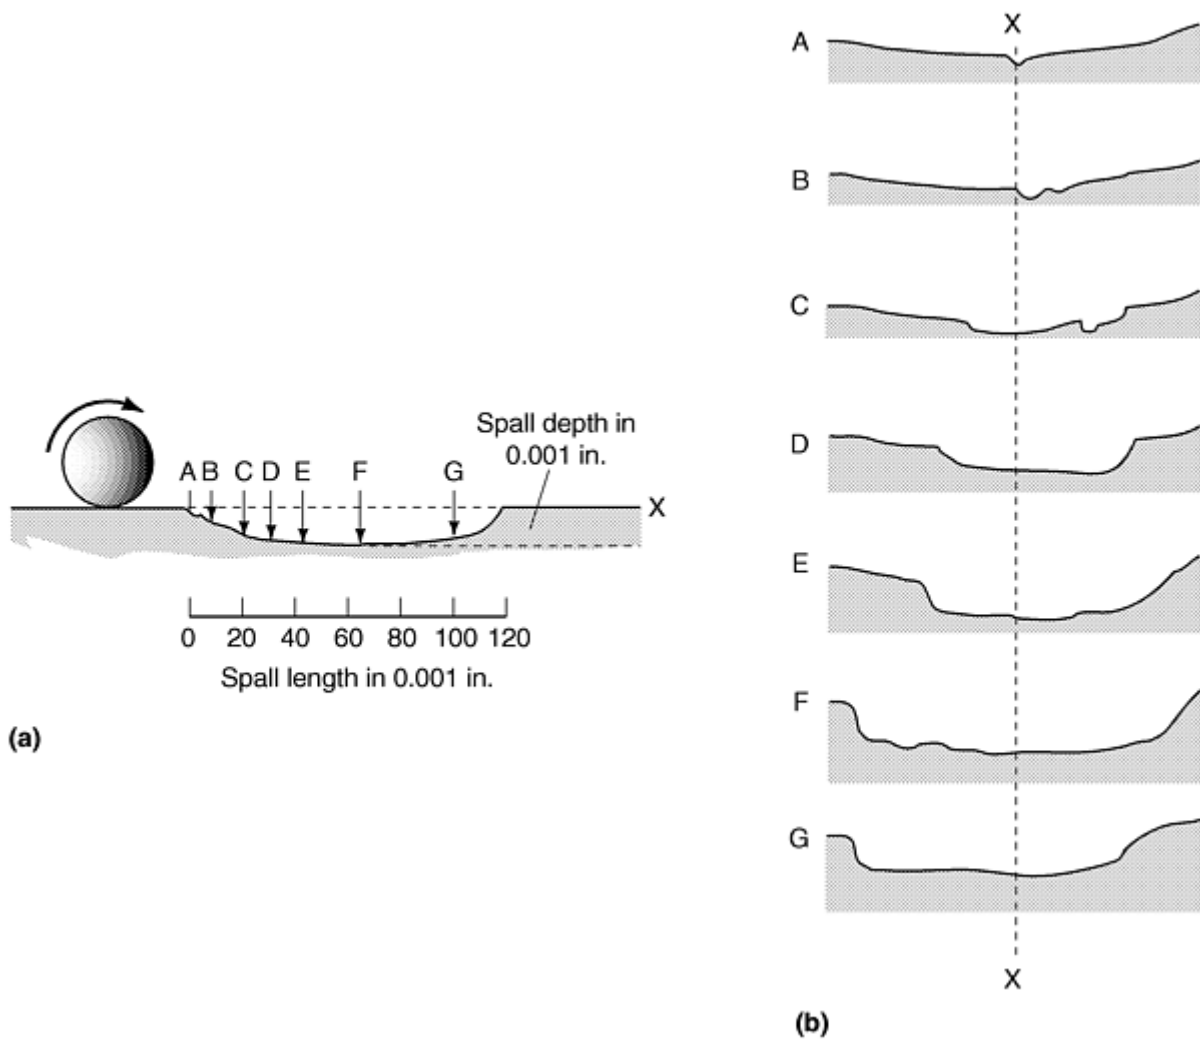 Spall depth in
0.001 in.
A B C D E F G
X
0 20 40 60 80 100 120
Spall length in 0.001 in.
(a)
X
A
B
C
D
E
F
G
X
(b)